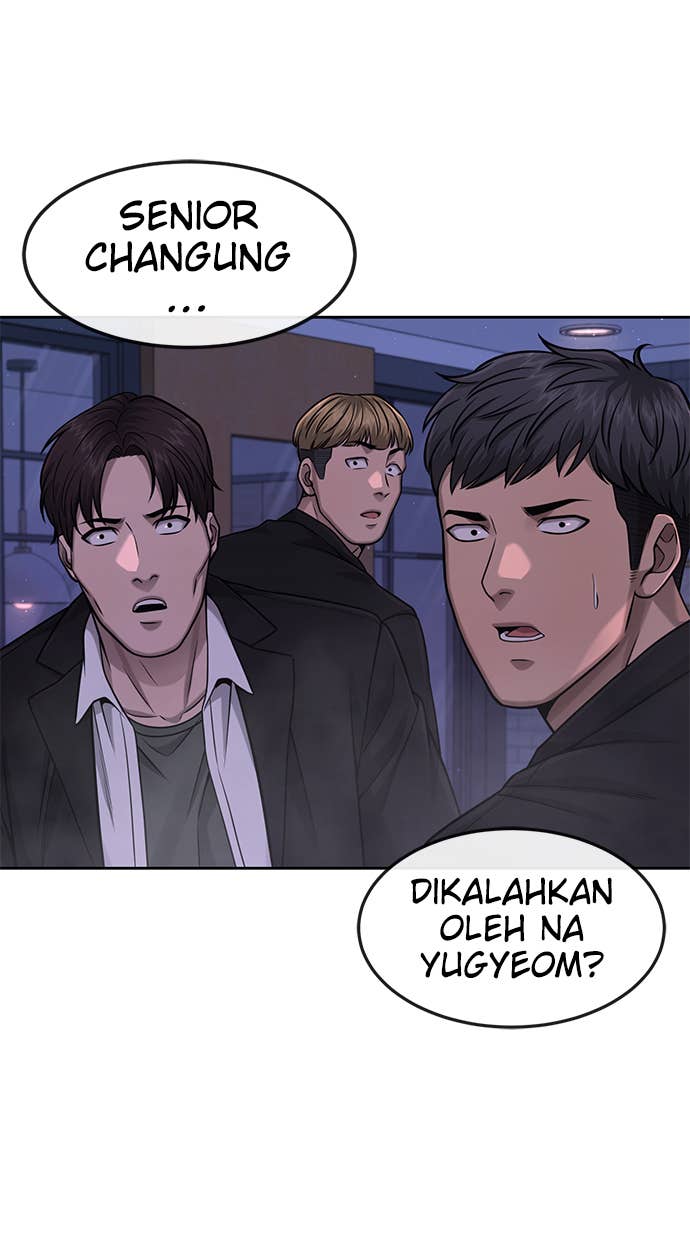 SENIOR
CHANGUNG
...
DIKALAHKAN
OLEH NA
YUGYEOM?